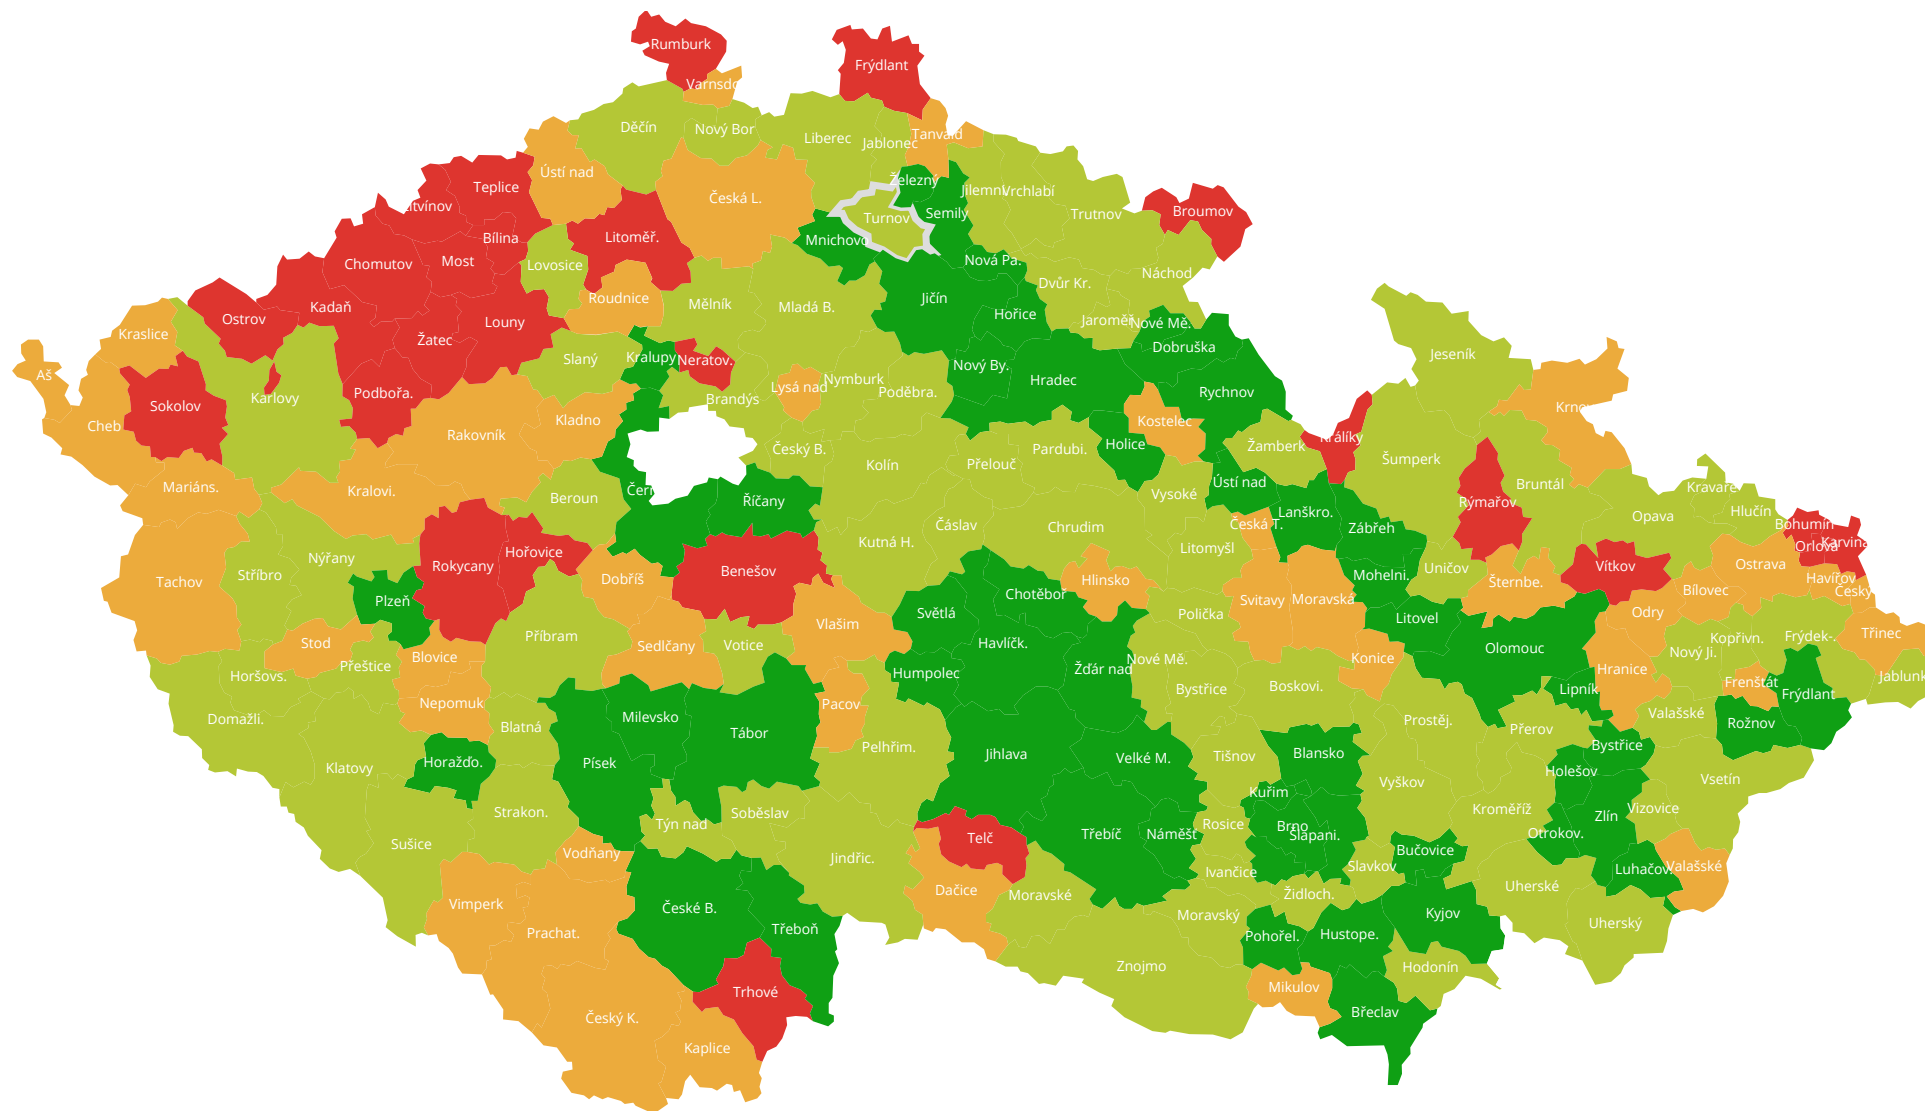 Rumburk
Frýdlant
Varnsdo
Děčín
Nový Bor
Tanvald
Liberec
Jablonec
Ústí nad
Teplice
Železný
Jilemni
Vrchlabí
Česká L.
itvínov
Broumov
Semily
Trutnov
Turnov
Litoměř.
Bílina
Mnichovo
Nová Pa.
Most
Chomutov
Lovosice
Náchod
Dvůr Kr.
Roudnice
Jičín
Mělník
Mladá B.
Kadaň
Hořice
Ostrov
Jaroměř
Louny
Nové Mě.
Kraslice
Žatec
Dobruška
Jeseník
Slaný
Kralupy
Neratov.
Nový By.
Aš
Nymburk
Hradec
Lysá nad
Podbořa.
Poděbra.
Rychnov
Karlovy
Brandýs
Sokolov
Krno
Kladno
Kostelec
Cheb
Rakovník
Králíky
Holice
Žamberk
Český B.
Pardubi.
Šumperk
Přelouč
Kolín
Ústí nad
Bruntál
Mariáns.
Kralovi.
Kravaře
Vysoké
Beroun
Čern
Říčany
Rýmařov
Hlučín
Lanškro.
Opava
Česká T.
Bohumín
Čáslav
Chrudim
Zábřeh
Kutná H.
Karviná
Orlová
Litomyšl
Hořovice
Nýřany
Rokycany
Vítkov
Ostrava
Uničov
Benešov
Stříbro
Mohelni.
Dobříš
Havířov
Hlinsko
Tachov
Šternbe.
Bílovec
Český
Chotěboř
Plzeň
Svitavy
Moravská
Světlá
Odry
Polička
Litovel
Vlašim
Třinec
Příbram
Frýdek-.
Kopřivn.
Stod
Havlíčk.
Votice
Sedlčany
Olomouc
Nový Ji.
Blovice
Konice
Nové Mě.
Přeštice
Žďár nad
Hranice
Humpolec
Horšovs.
Jablunk
Frenštát
Boskovi.
Bystřice
Lipník
Frýdlant
Nepomuk
Pacov
Valašské
Milevsko
Domažli.
Prostěj.
Rožnov
Blatná
Přerov
Tábor
Bystřice
Pelhřim.
Blansko
Jihlava
Tišnov
Velké M.
Horažďo.
Písek
Klatovy
Holešov
Vsetín
Vyškov
Kuřim
Vizovice
Kroměříž
Strakon.
Soběslav
Zlín
Týn nad
Rosice
Brno
Otrokov.
Třebíč
Náměšť
Šlapani.
Telč
Sušice
Bučovice
Vodňany
Jindřic.
Slavkov
Valašské
Luhačov.
Ivančice
Uherské
Dačice
Židloch.
Moravské
Vimperk
České B.
Kyjov
Moravský
Uherský
Třeboň
Prachat.
Hustope.
Pohořel.
Znojmo
Hodonín
Mikulov
Trhové
Břeclav
Český K.
Kaplice